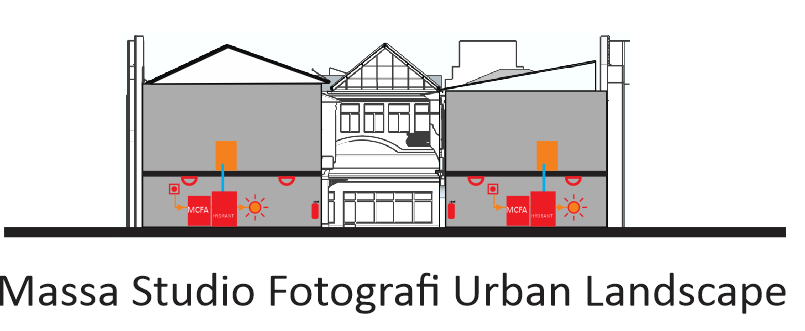 MCFA HYDRANT MCFA HYDRANT
Massa Studio Fotografi Urban Landscape